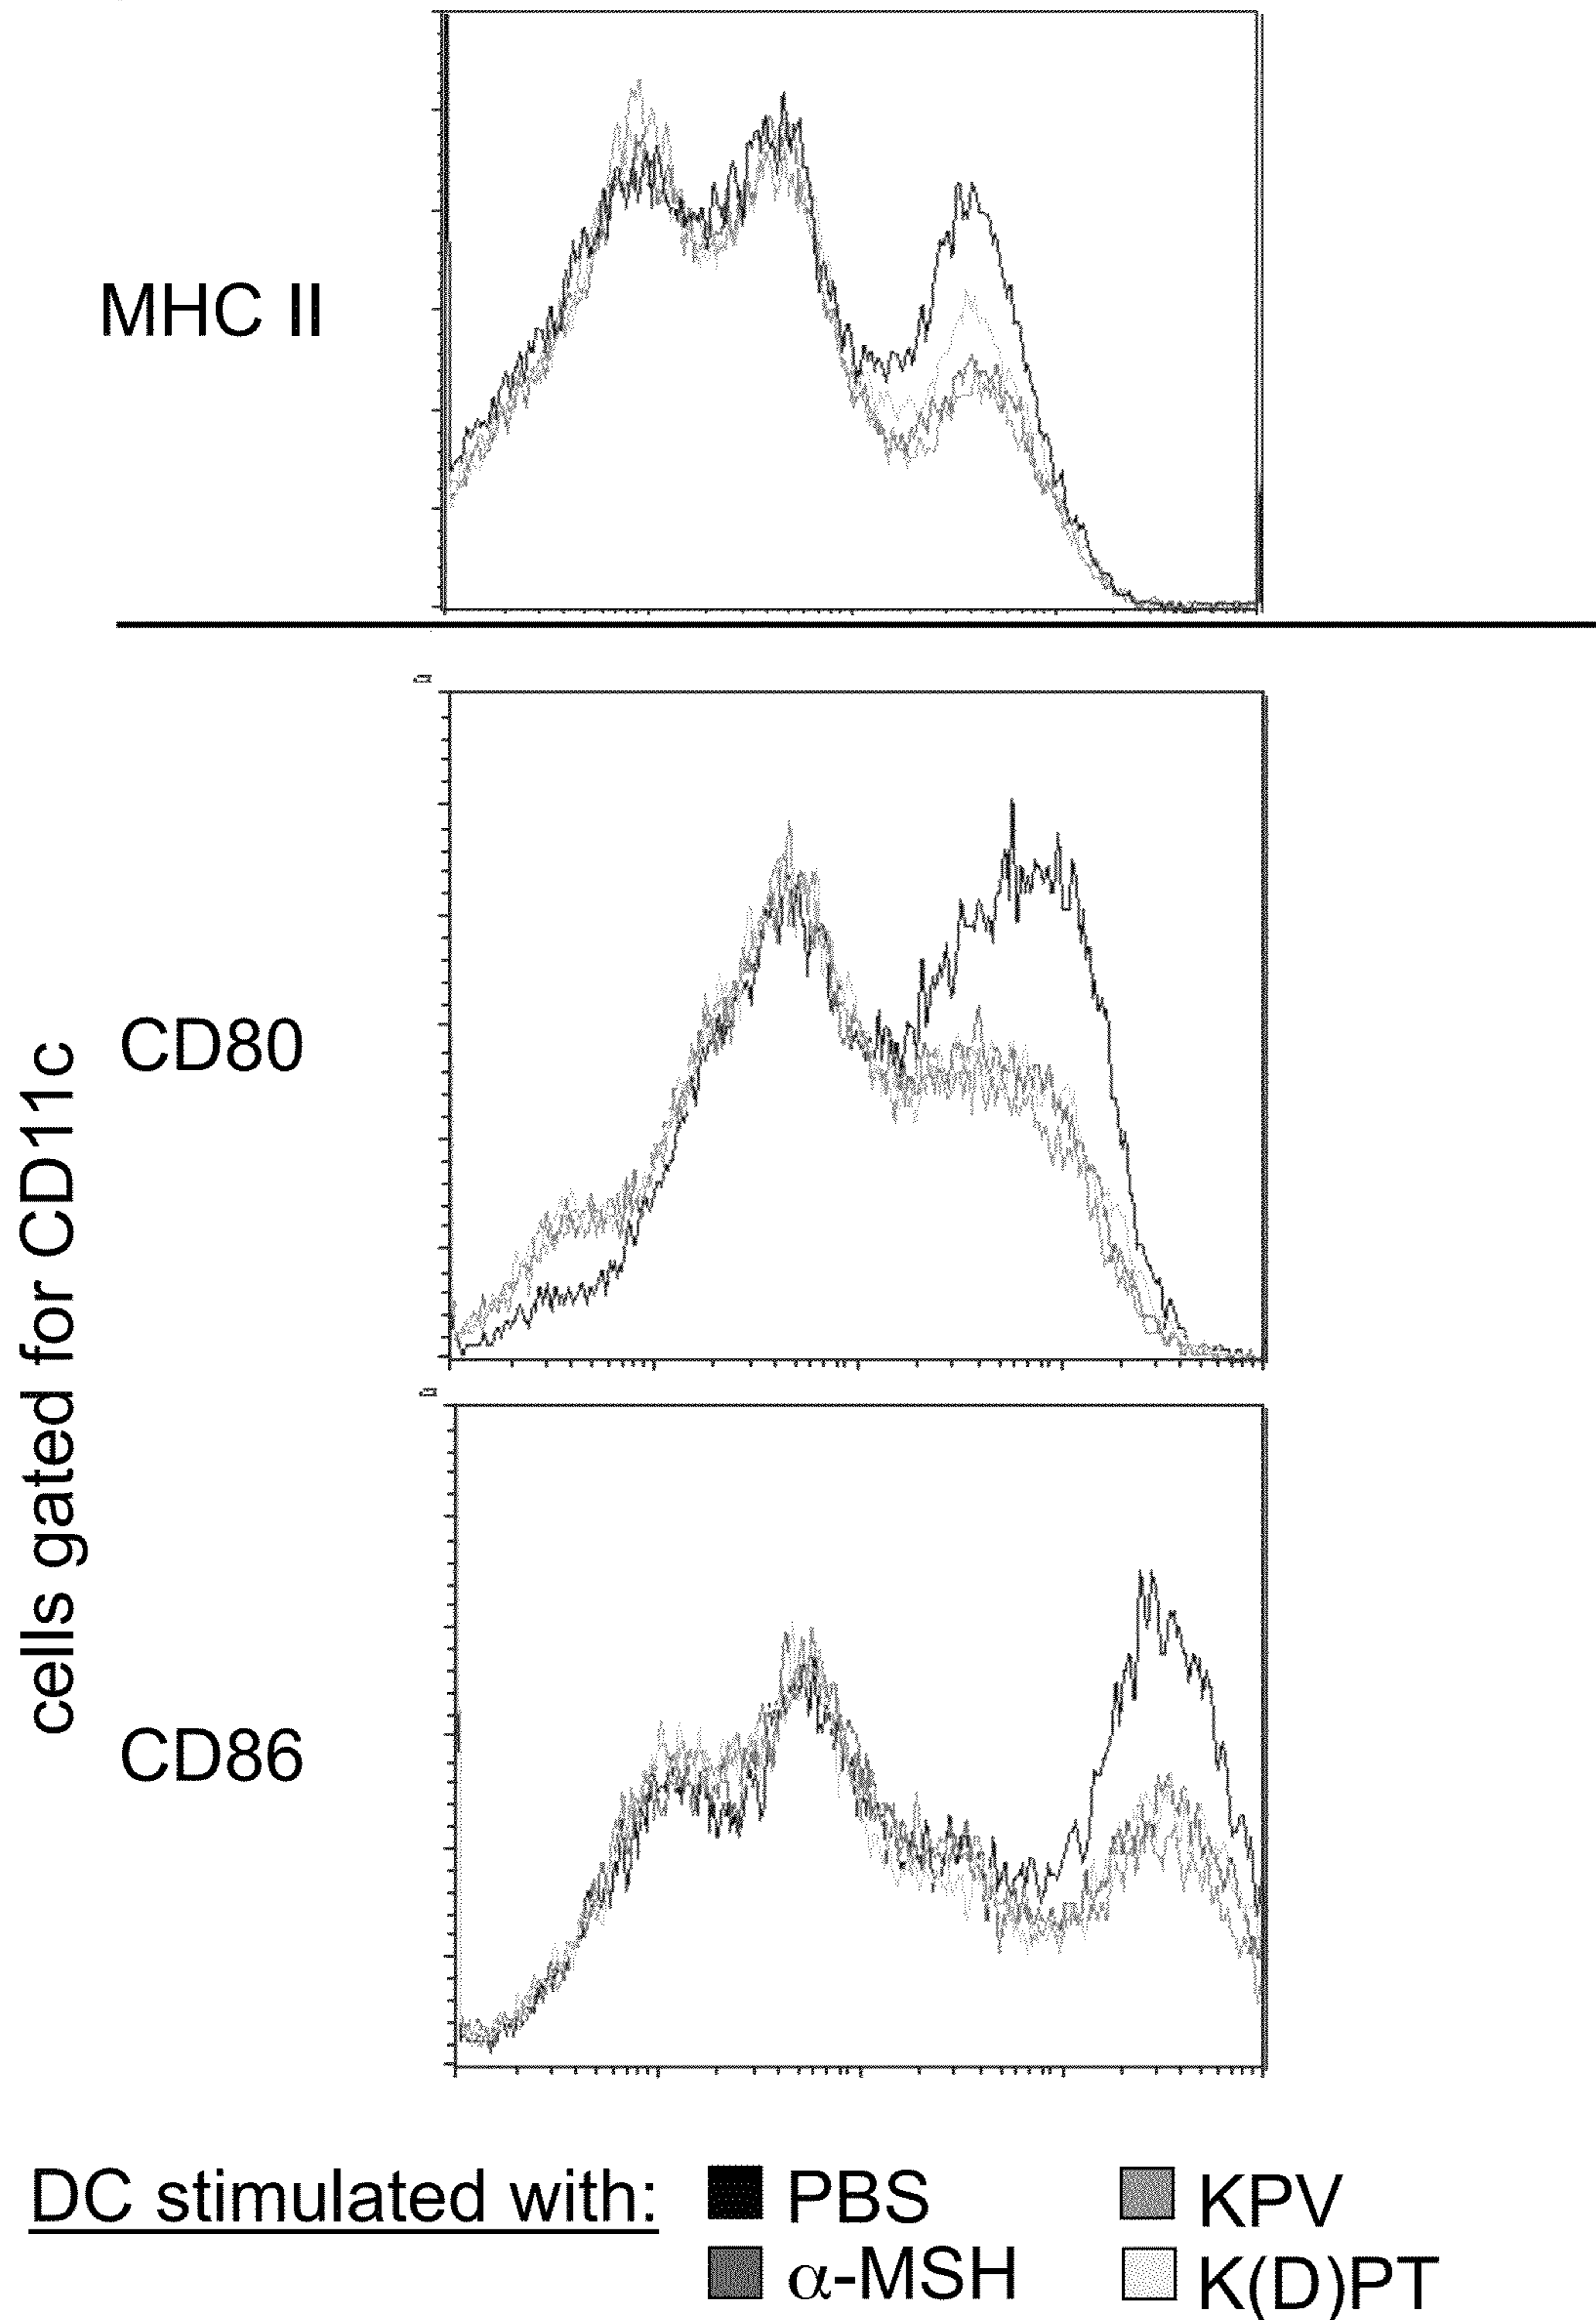 MHC II
cells gated for CD11c
CD80
CD86
DC stimulated with:
PBS
KPV
α-MSH
K(D)PT